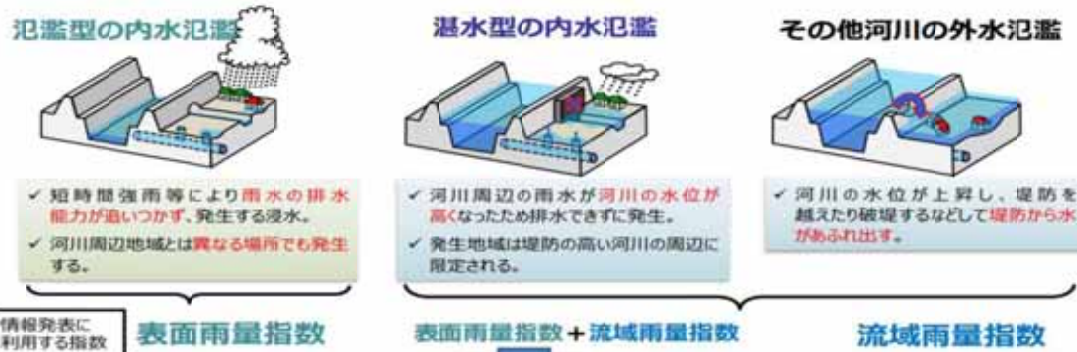 氾濫型の内水氾濫
湛水型の内水氾濫
その他河川の外水氾濫
✓ 短時間強雨等により雨水の排水
能力が追いつかず、発生する浸水。
✓ 河川周辺地域とは異なる場所でも発生
する。
✓ 河川周辺の雨水が河川の水位が
高くなったため排水できずに発生。
✓ 発生地域は堤防の高い河川の周辺に
限定される。
✓ 河川の水位が上昇し、堤防を
越えたり破堤するなどして堤防から水
があふれ出す。
情報発表に
利用する指数
表面雨量指数
表面雨量指数+流域雨量指数
流域雨量指数